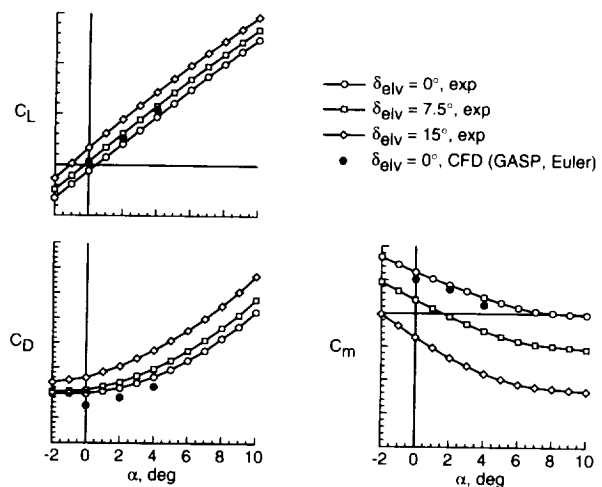 C_L
δ_elv = 0°, exp
δ_elv = 7.5°, exp
δ_elv = 15°, exp
δ_elv = 0°, CFD (GASP, Euler)
C_D
-2 0 2 4 6 8 10
α, deg
C_m
-2 0 2 4 6 8 10
α, deg